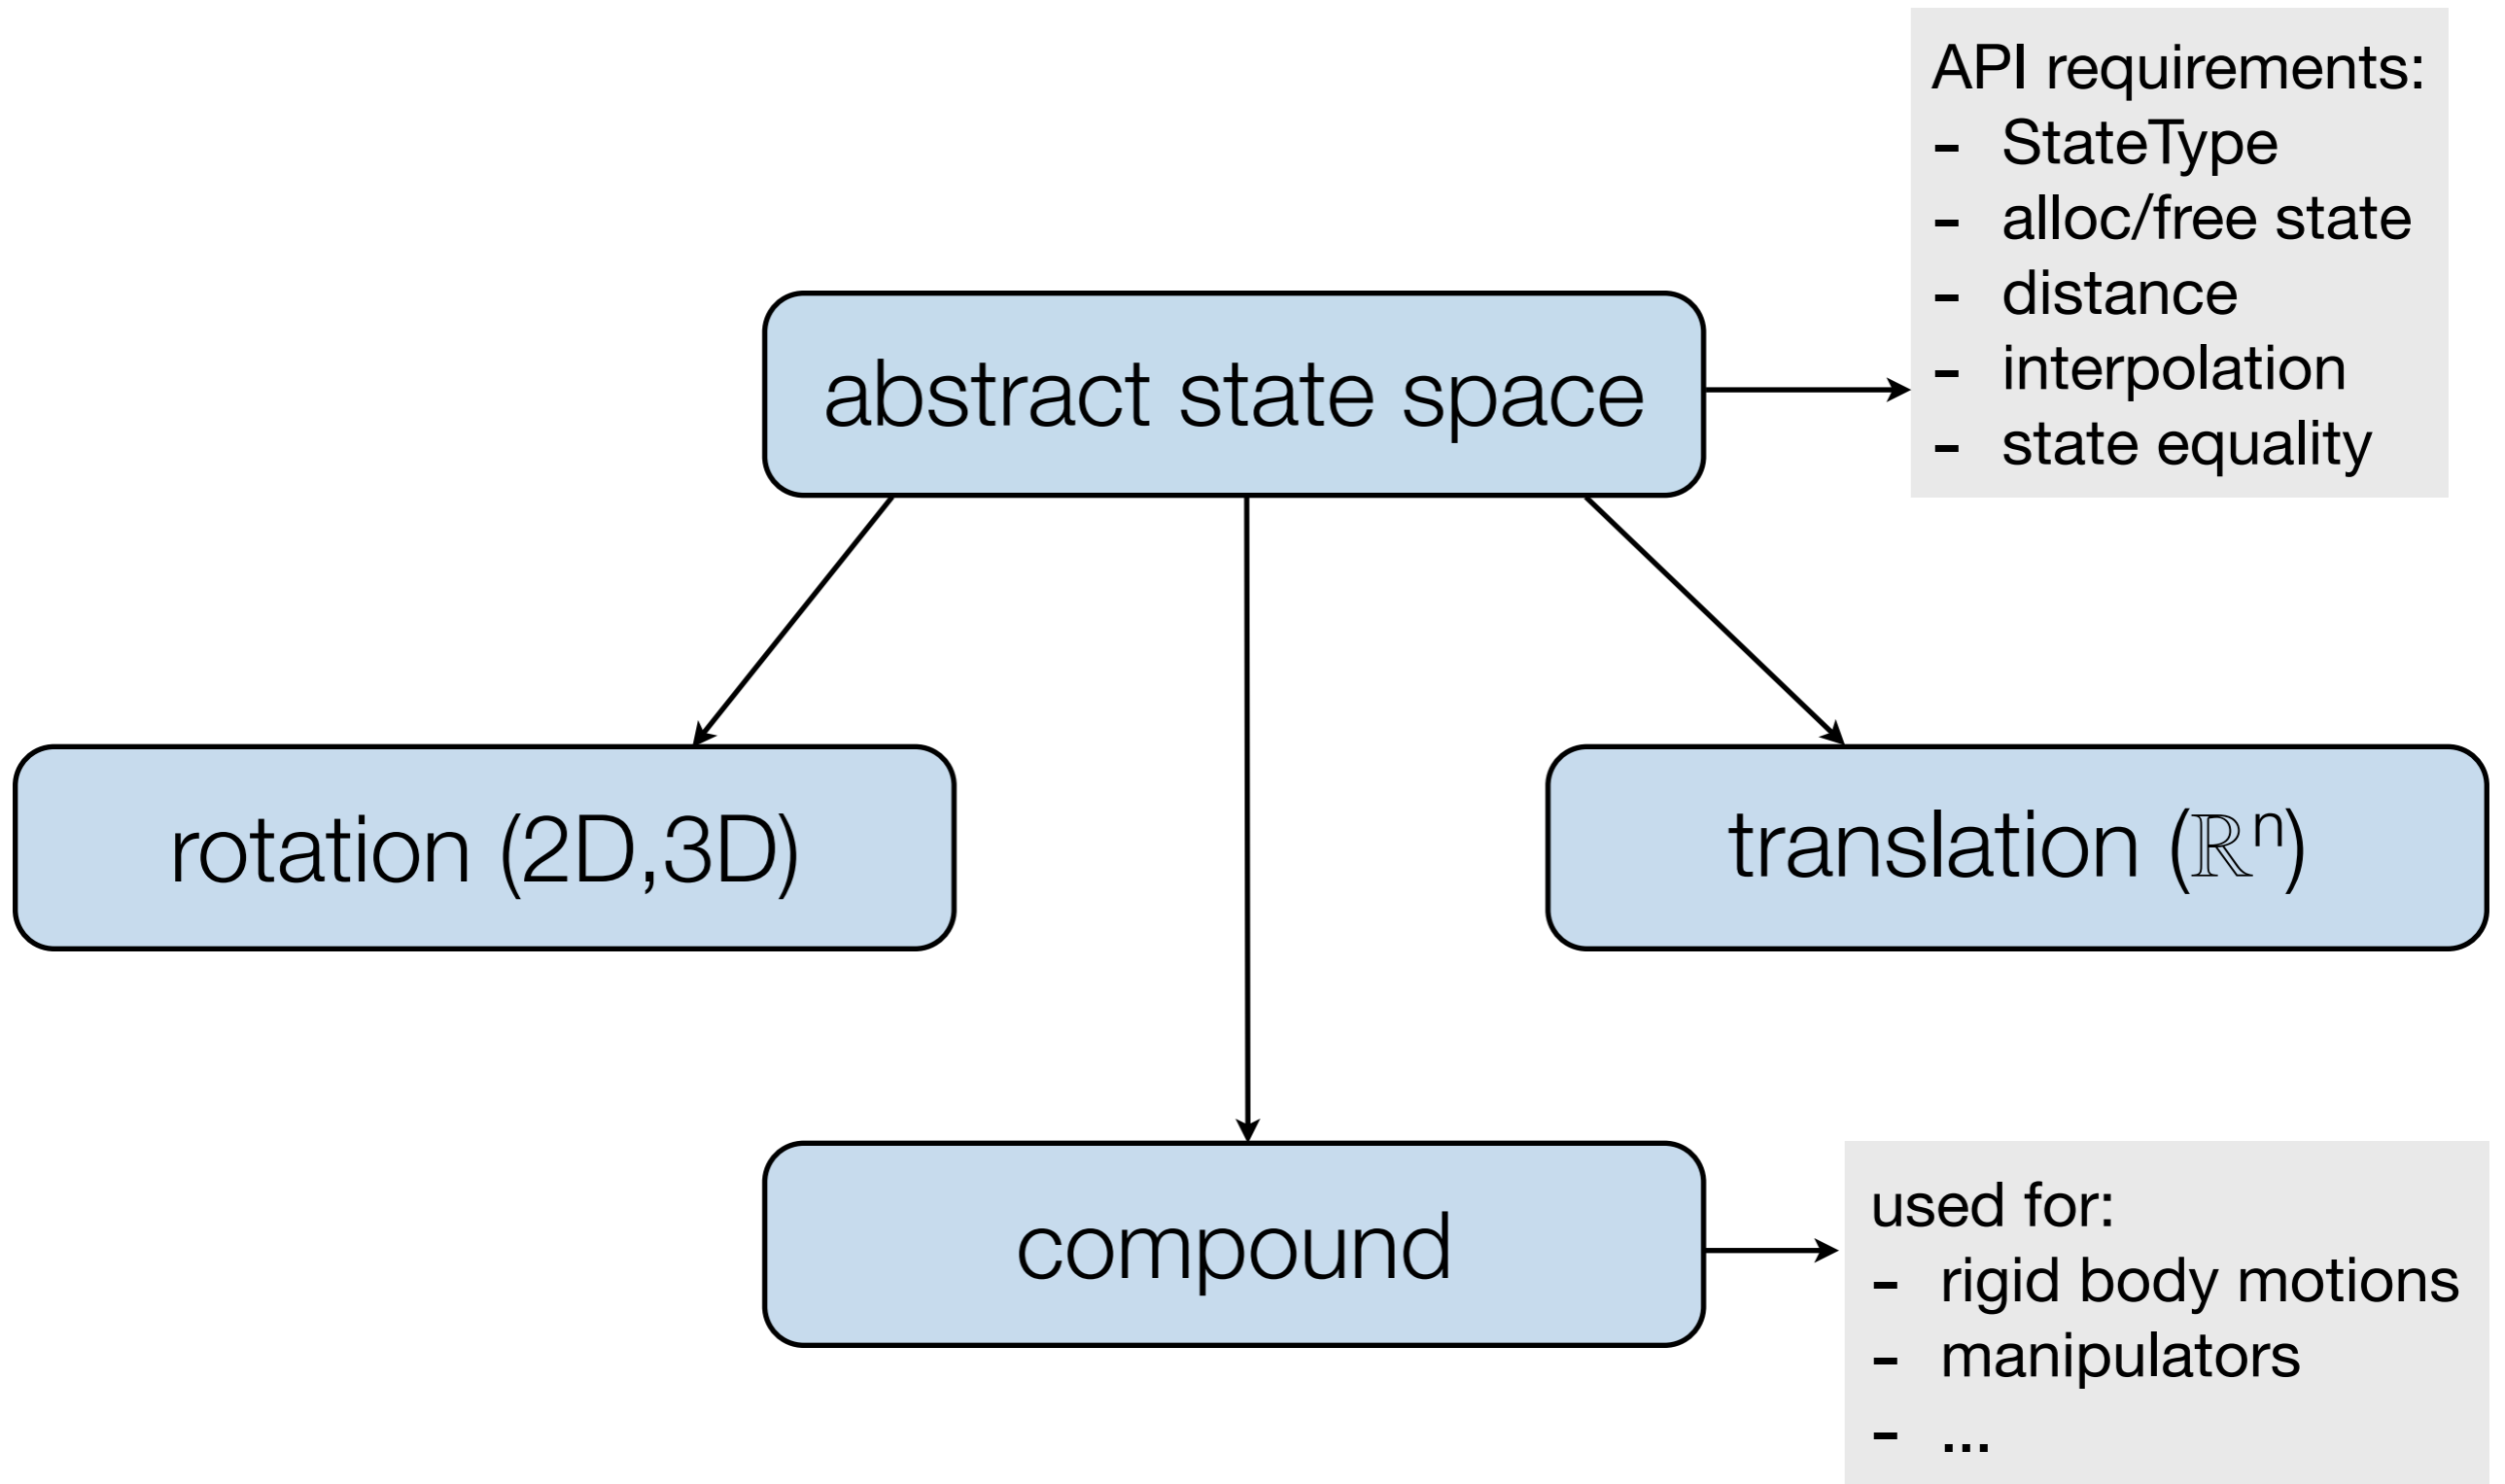 API requirements:
- StateType
- alloc/free state
- distance
- interpolation
- state equality
abstract state space
rotation (2D,3D)
translation (ℝⁿ)
compound
used for:
- rigid body motions
- manipulators
- ...